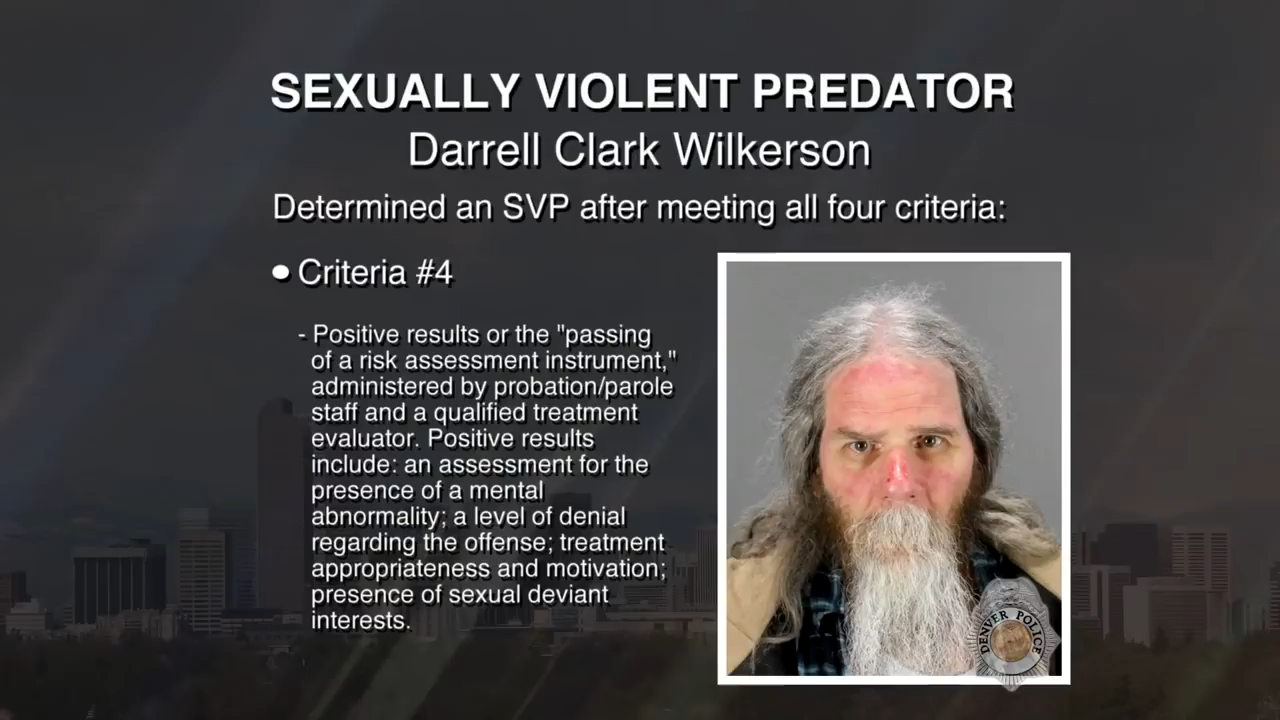 SEXUALLY VIOLENT PREDATOR
Darrell Clark Wilkerson
Determined an SVP after meeting all four criteria:
● Criteria #4
- Positive results or the "passing
of a risk assessment instrument,"
administered by probation/parole
staff and a qualified treatment
evaluator. Positive results
include: an assessment for the
presence of a mental
abnormality; a level of denial
regarding the offense; treatment
appropriateness and motivation;
presence of sexual deviant
interests.
DENVER POLICE